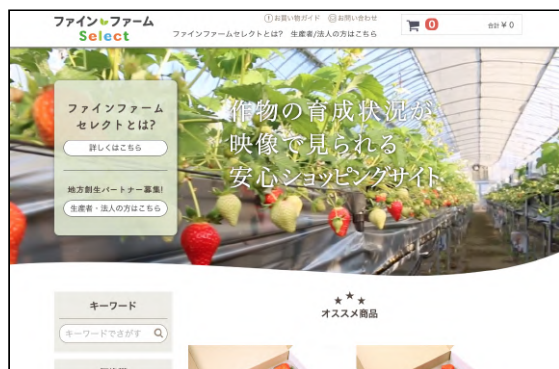 ファインファーム
Select
お買い物ガイド お問い合わせ
ファインファームセレクトとは? 生産者/法人の方はこちら
0
合計 ¥ 0
ファインファーム
セレクトとは?
詳しくはこちら
地方創生パートナー募集!
生産者・法人の方はこちら
作物の育成状況が
映像で見られる
安心ショッピングサイト
キーワード
キーワードでさがす
オススメ商品